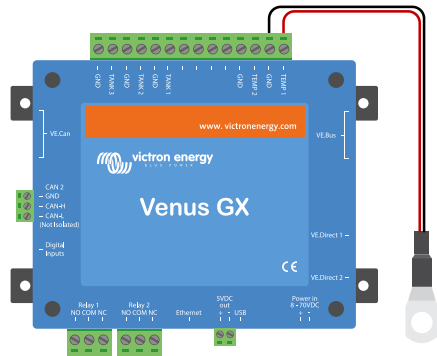 GND
TANK 3
GND
TANK 2
GND
TANK 1
GND
TEMP 2
GND
TEMP 1
www. victronenergy.com
VE.Can
VE.Bus
victron energy
BLUE POWER
CAN 2
GND
CAN-H
CAN-L
(Not Isolated)
Venus GX
Digital
Inputs
VE.Direct 1
CE
VE.Direct 2
Relay 1
NO COM NC
Relay 2
NO COM NC
Ethernet
5VDC
out
+ -
USB
Power in
8 -70VDC
+ -